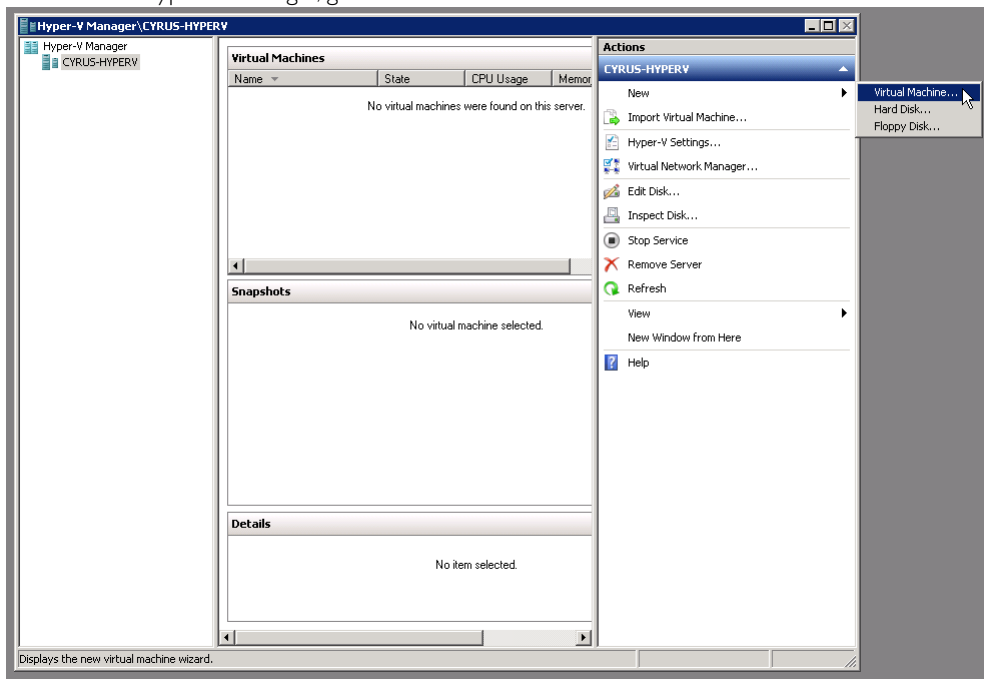 Hyper-V Manager\CYRUS-HYPERV
Hyper-V Manager
CYRUS-HYPERV
Virtual Machines
Name State CPU Usage Memor
No virtual machines were found on this server.
Snapshots
No virtual machine selected.
Details
No item selected.
Actions
CYRUS-HYPERV
New
Import Virtual Machine...
Hyper-V Settings...
Virtual Network Manager...
Edit Disk...
Inspect Disk...
Stop Service
Remove Server
Refresh
View
New Window from Here
Help
Virtual Machine...
Hard Disk...
Floppy Disk...
Displays the new virtual machine wizard.